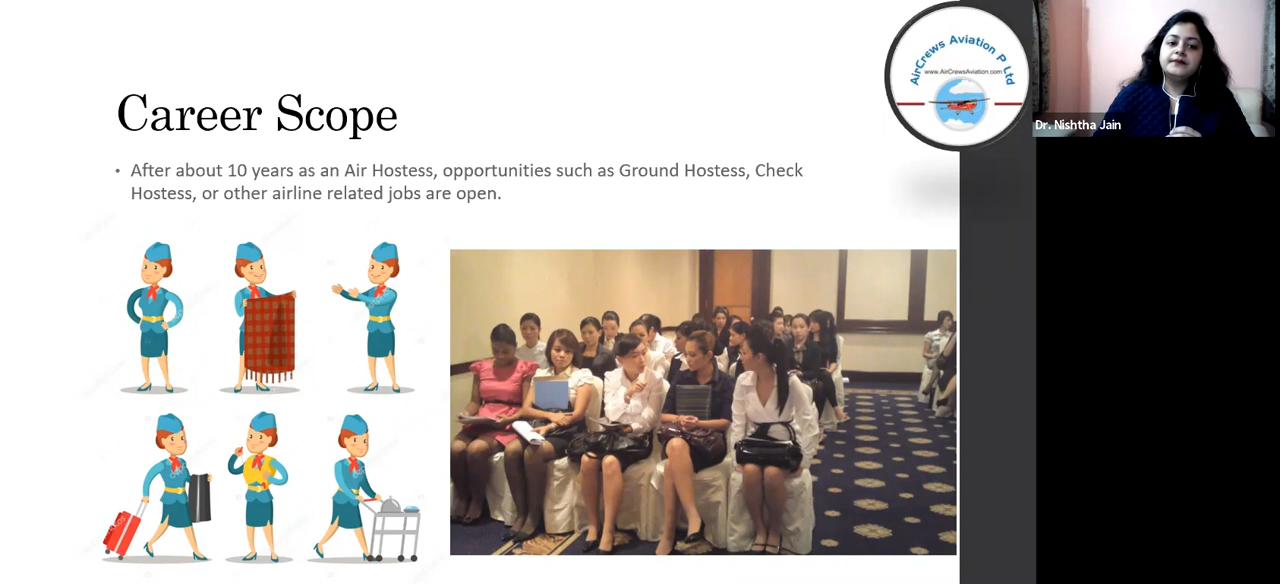 AirCrews Aviation P Ltd
www.AirCrewsAviation.com
Dr. Nishtha Jain
Career Scope
• After about 10 years as an Air Hostess, opportunities such as Ground Hostess, Check
Hostess, or other airline related jobs are open.